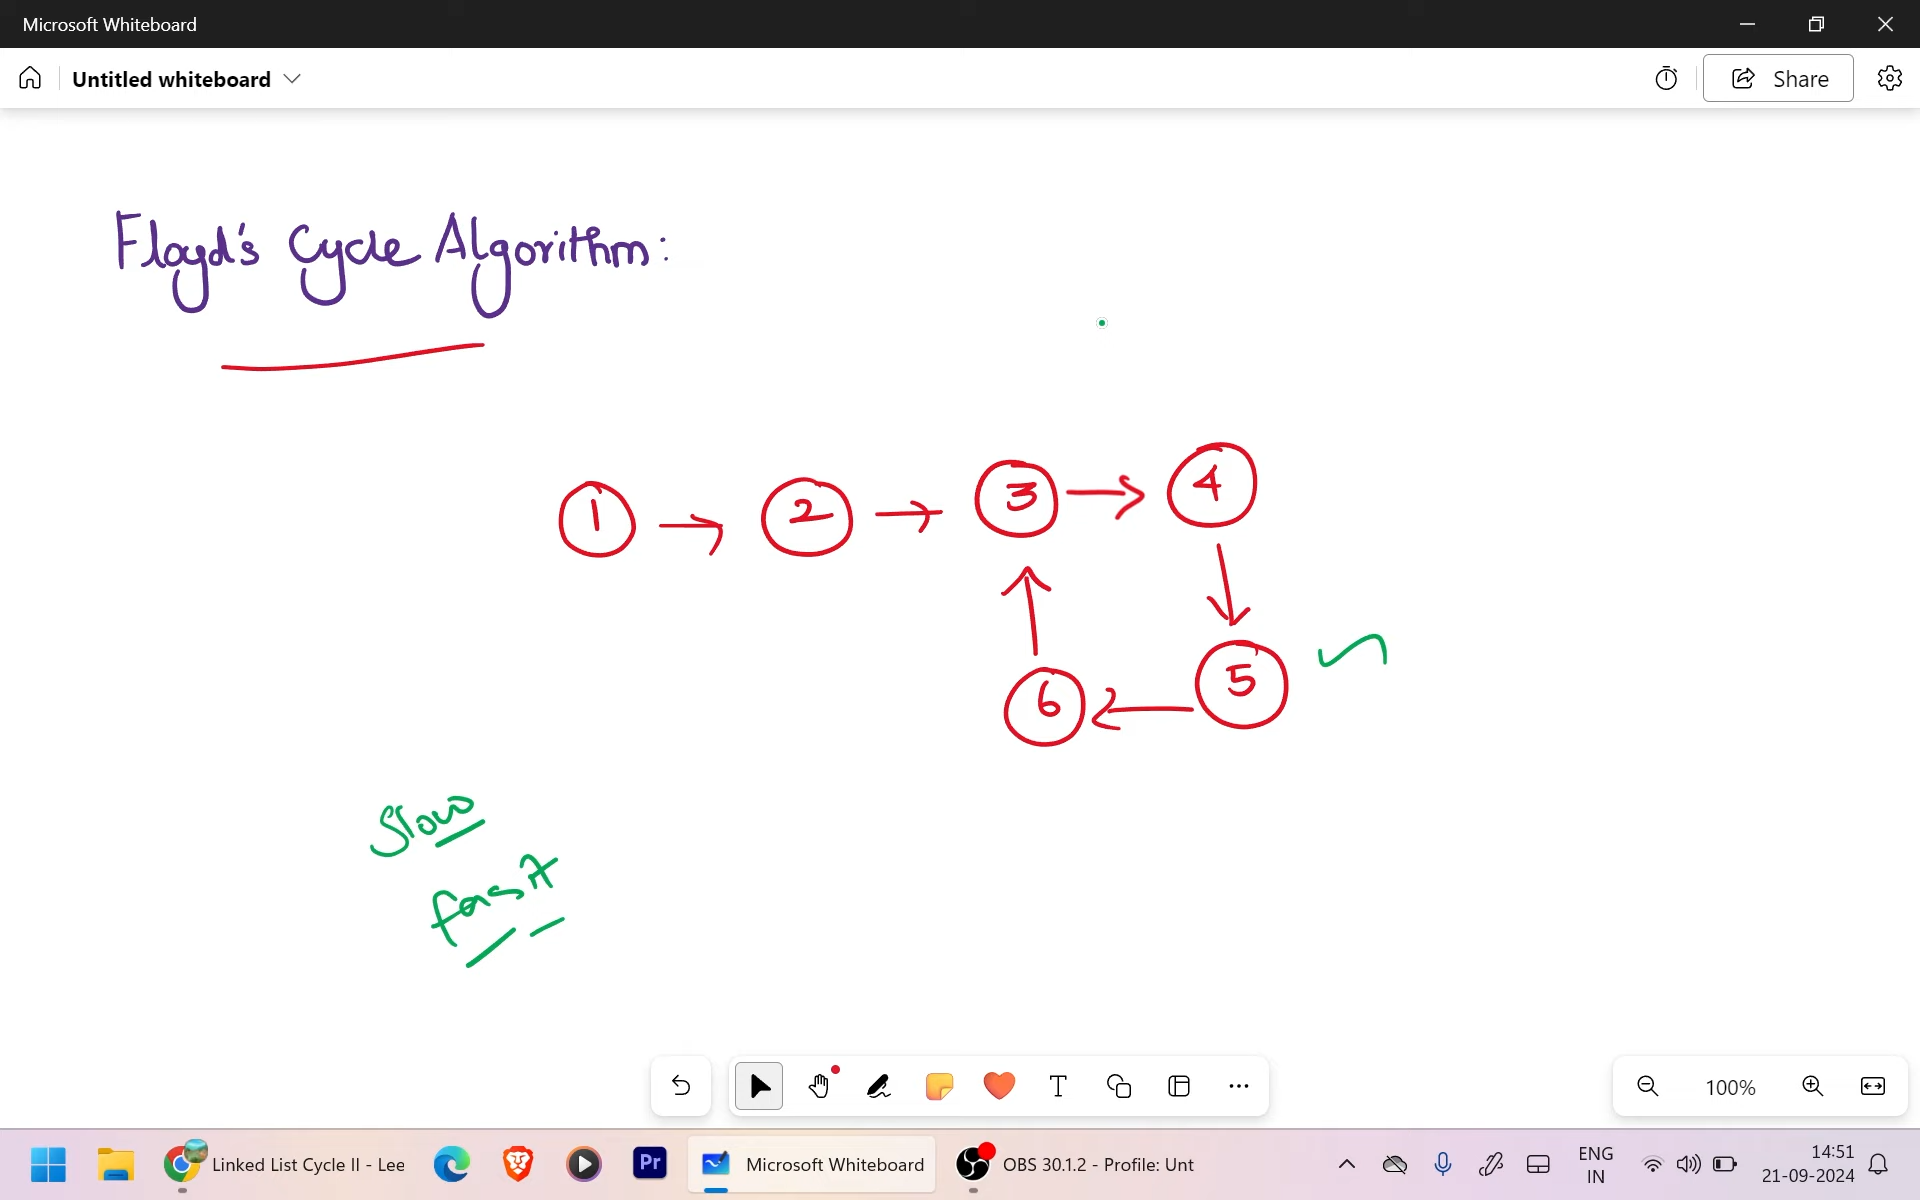 Microsoft Whiteboard
Untitled whiteboard
Share
Floyd's Cycle Algorithm:
1 → 2 → 3 → 4
6 ← 5
slow
fast
100%
Linked List Cycle II - Lee
Pr
Microsoft Whiteboard
OBS 30.1.2 - Profile: Unt
ENG
IN
14:51
21-09-2024